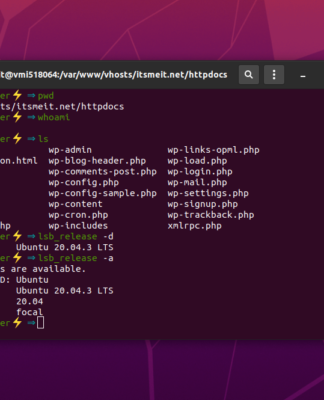 t@vmi518064:/var/www/vhosts/itsmeit.net/httpdocs
er⚡ ⇒ pwd
ts/itsmeit.net/httpdocs
er⚡ ⇒ whoami
er⚡ ⇒ ls
wp-admin wp-links-opml.php
on.html wp-blog-header.php wp-load.php
wp-comments-post.php wp-login.php
wp-config.php wp-mail.php
wp-config-sample.php wp-settings.php
wp-content wp-signup.php
wp-cron.php wp-trackback.php
hp wp-includes xmlrpc.php
er⚡ ⇒ lsb_release -d
Ubuntu 20.04.3 LTS
er⚡ ⇒ lsb_release -a
s are available.
D: Ubuntu
Ubuntu 20.04.3 LTS
20.04
focal
er⚡ ⇒